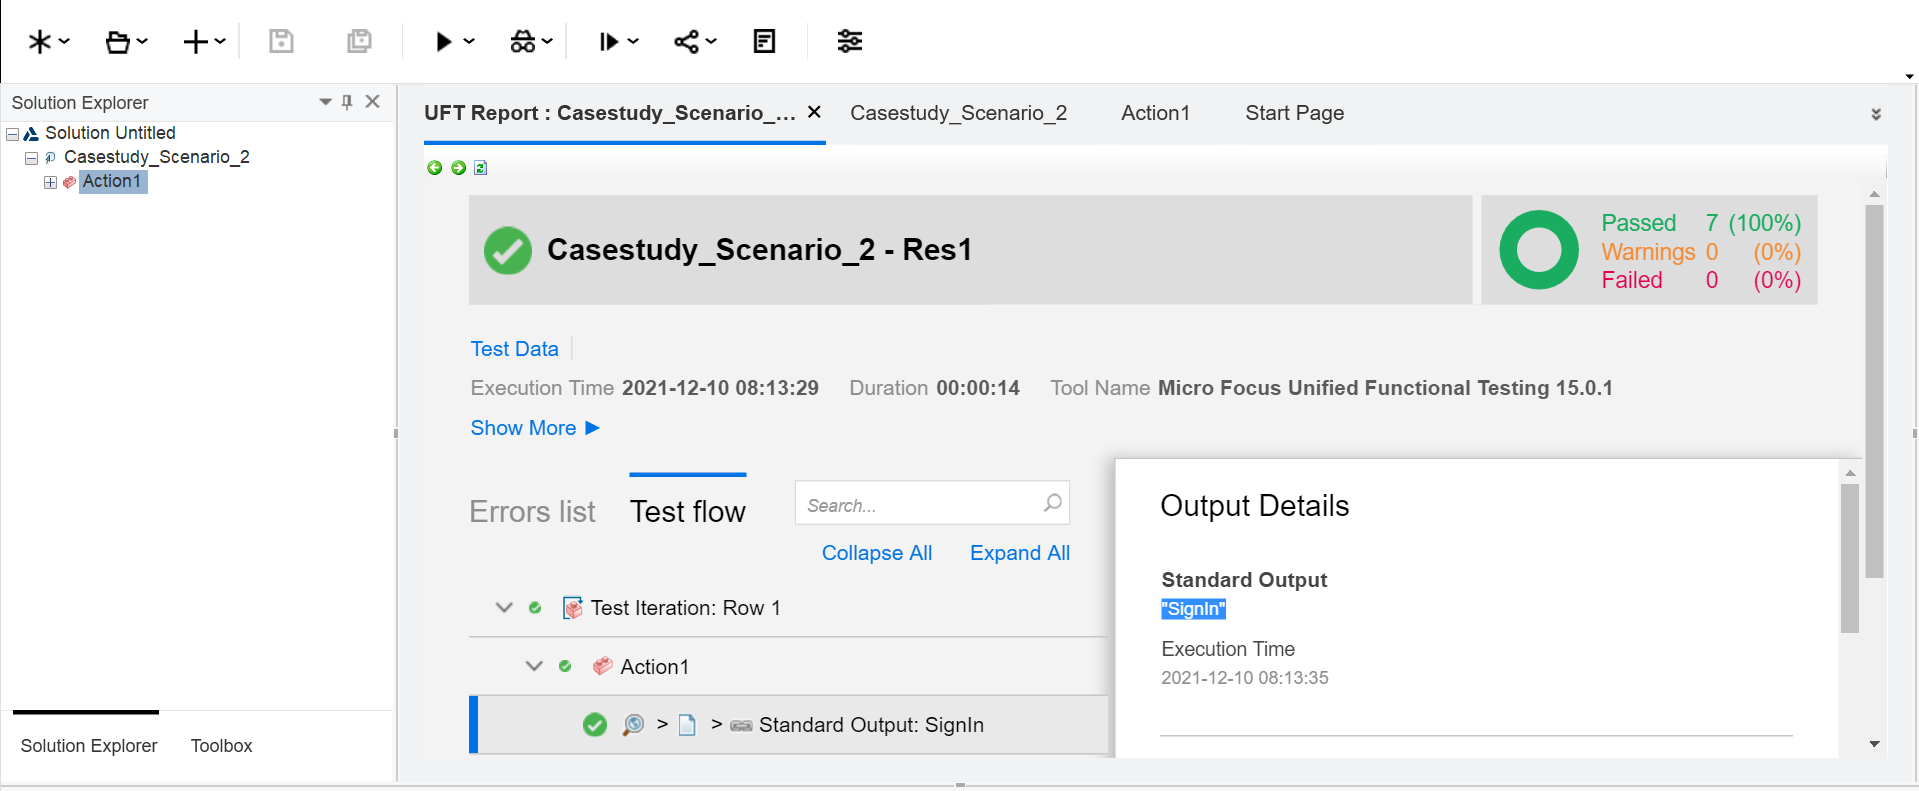 Solution Explorer
Solution Untitled
Casestudy_Scenario_2
Action1
Solution Explorer Toolbox
UFT Report : Casestudy_Scenario_... Casestudy_Scenario_2 Action1 Start Page
Casestudy_Scenario_2 - Res1
Passed 7 (100%)
Warnings 0 (0%)
Failed 0 (0%)
Test Data
Execution Time 2021-12-10 08:13:29 Duration 00:00:14 Tool Name Micro Focus Unified Functional Testing 15.0.1
Show More
Errors list Test flow Search...
Collapse All Expand All
Test Iteration: Row 1
Action1
> > Standard Output: SignIn
Output Details
Standard Output
"SignIn"
Execution Time
2021-12-10 08:13:35